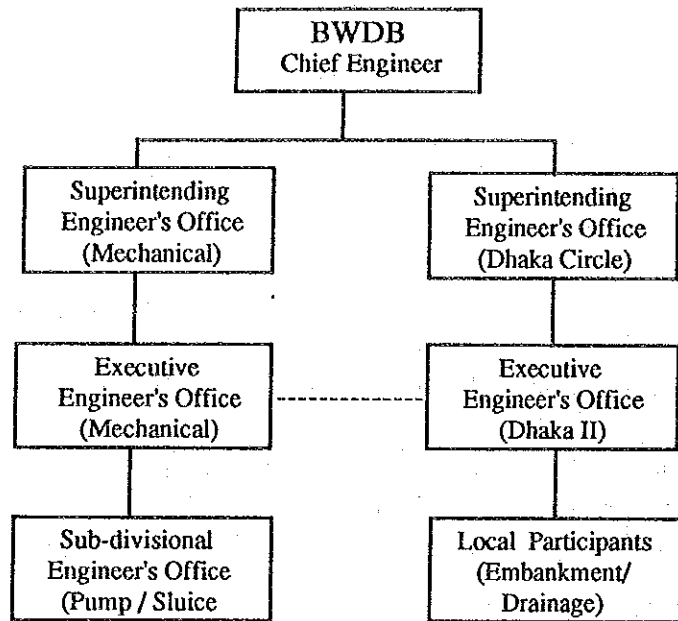 BWDB
Chief Engineer
Superintending
Engineer's Office
(Mechanical)
Superintending
Engineer's Office
(Dhaka Circle)
Executive
Engineer's Office
(Mechanical)
Executive
Engineer's Office
(Dhaka II)
Sub-divisional
Engineer's Office
(Pump / Sluice
Local Participants
(Embankment/
Drainage)